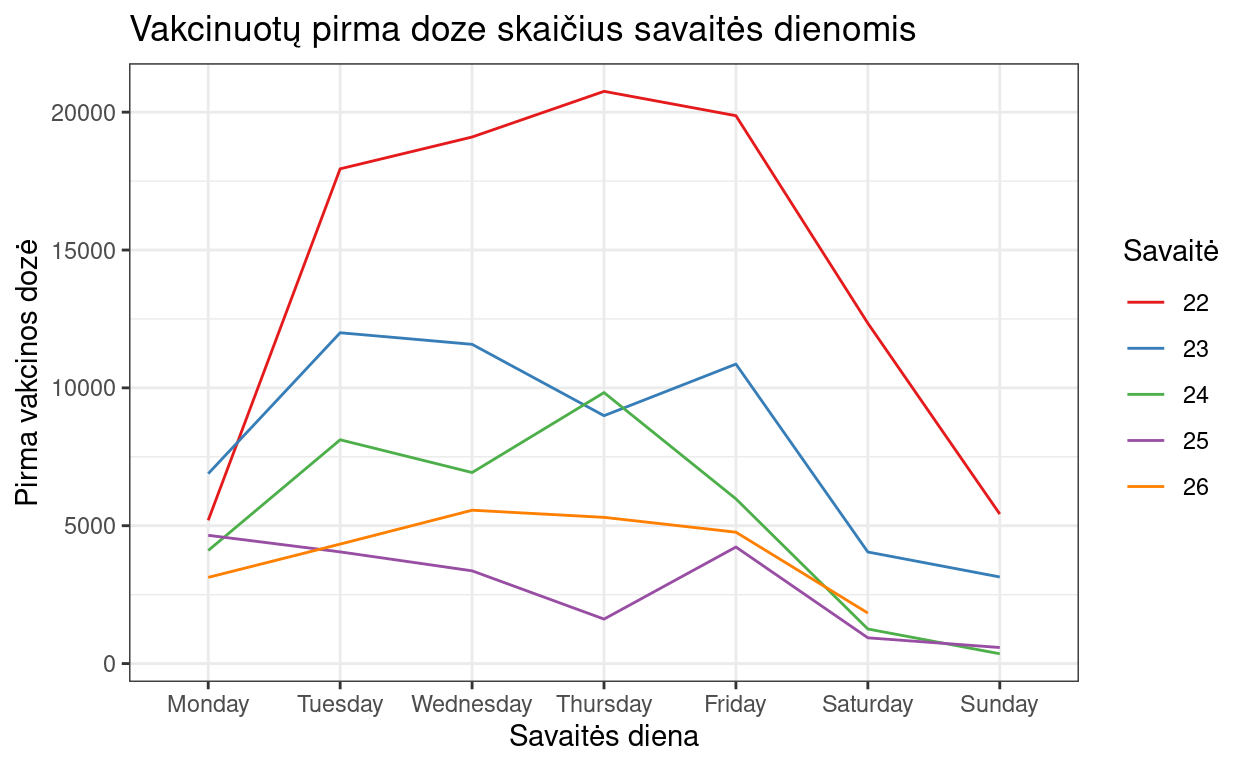 Vakcinuotų pirma doze skaičius savaitės dienomis
Pirma vakcinos dozė
20000
15000
10000
5000
0
Monday Tuesday Wednesday Thursday Friday Saturday Sunday
Savaitės diena
Savaitė
22
23
24
25
26